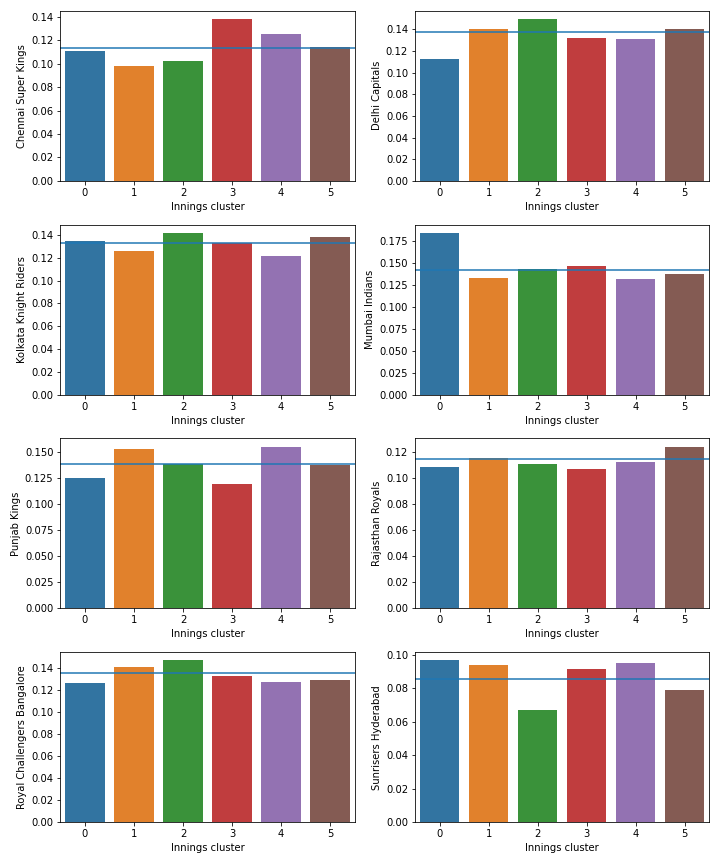 0.14
0.12
0.10
0.08
0.06
0.04
0.02
0.00
Chennai Super Kings
0 1 2 3 4 5
Innings cluster
0.14
0.12
0.10
0.08
0.06
0.04
0.02
0.00
Delhi Capitals
0 1 2 3 4 5
Innings cluster
0.14
0.12
0.10
0.08
0.06
0.04
0.02
0.00
Kolkata Knight Riders
0 1 2 3 4 5
Innings cluster
0.175
0.150
0.125
0.100
0.075
0.050
0.025
0.000
Mumbai Indians
0 1 2 3 4 5
Innings cluster
0.150
0.125
0.100
0.075
0.050
0.025
0.000
Punjab Kings
0 1 2 3 4 5
Innings cluster
0.12
0.10
0.08
0.06
0.04
0.02
0.00
Rajasthan Royals
0 1 2 3 4 5
Innings cluster
0.14
0.12
0.10
0.08
0.06
0.04
0.02
0.00
Royal Challengers Bangalore
0 1 2 3 4 5
Innings cluster
0.10
0.08
0.06
0.04
0.02
0.00
Sunrisers Hyderabad
0 1 2 3 4 5
Innings cluster